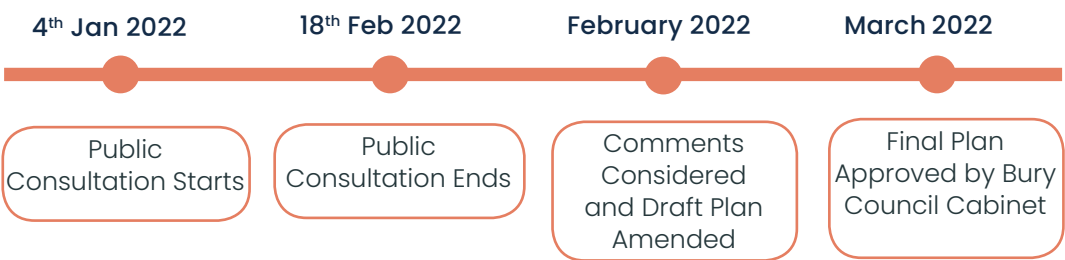 4th Jan 2022
18th Feb 2022
February 2022
March 2022
Public
Consultation Starts
Public
Consultation Ends
Comments
Considered
and Draft Plan
Amended
Final Plan
Approved by Bury
Council Cabinet